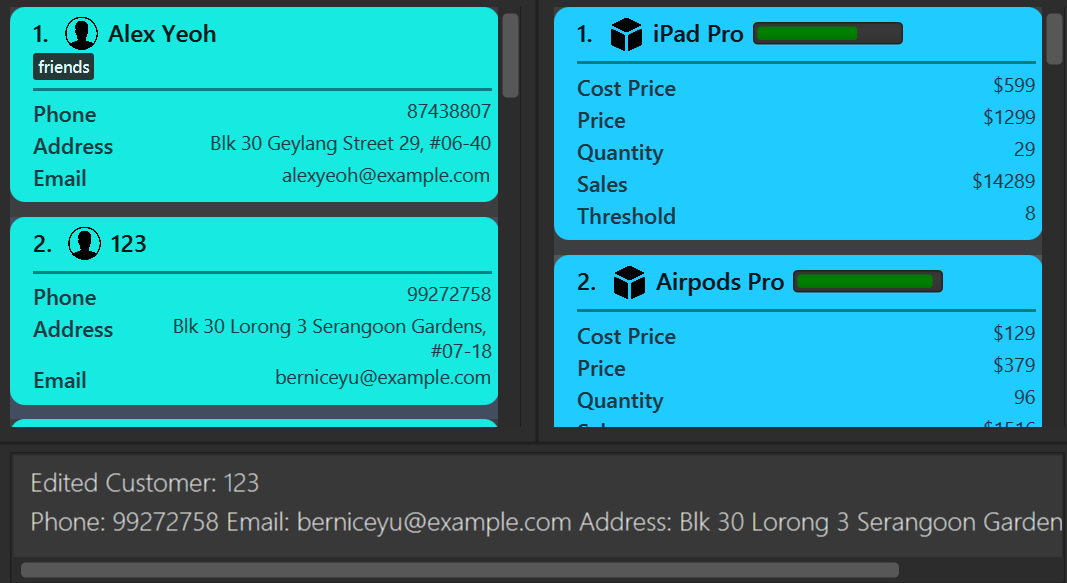 1. Alex Yeoh
friends
Phone 87438807
Address Blk 30 Geylang Street 29, #06-40
Email alexyeoh@example.com
2. 123
Phone 99272758
Address Blk 30 Lorong 3 Serangoon Gardens,
#07-18
Email berniceyu@example.com
1. iPad Pro
Cost Price $599
Price $1299
Quantity 29
Sales $14289
Threshold 8
2. Airpods Pro
Cost Price $129
Price $379
Quantity 96
Edited Customer: 123
Phone: 99272758 Email: berniceyu@example.com Address: Blk 30 Lorong 3 Serangoon Garden